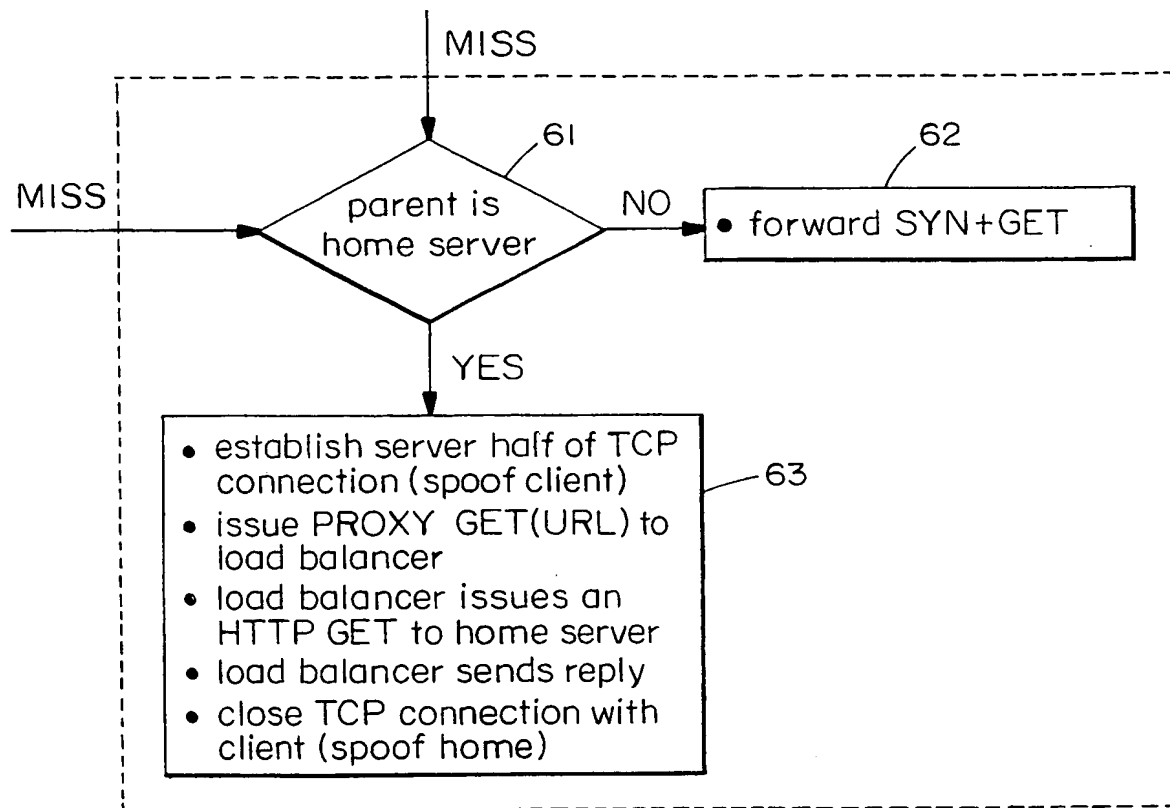 MISS
61
62
MISS
parent is
home server
NO
• forward SYN+GET
YES
• establish server half of TCP
connection (spoof client)
• issue PROXY GET(URL) to
load balancer
• load balancer issues an
HTTP GET to home server
• load balancer sends reply
• close TCP connection with
client (spoof home)
63